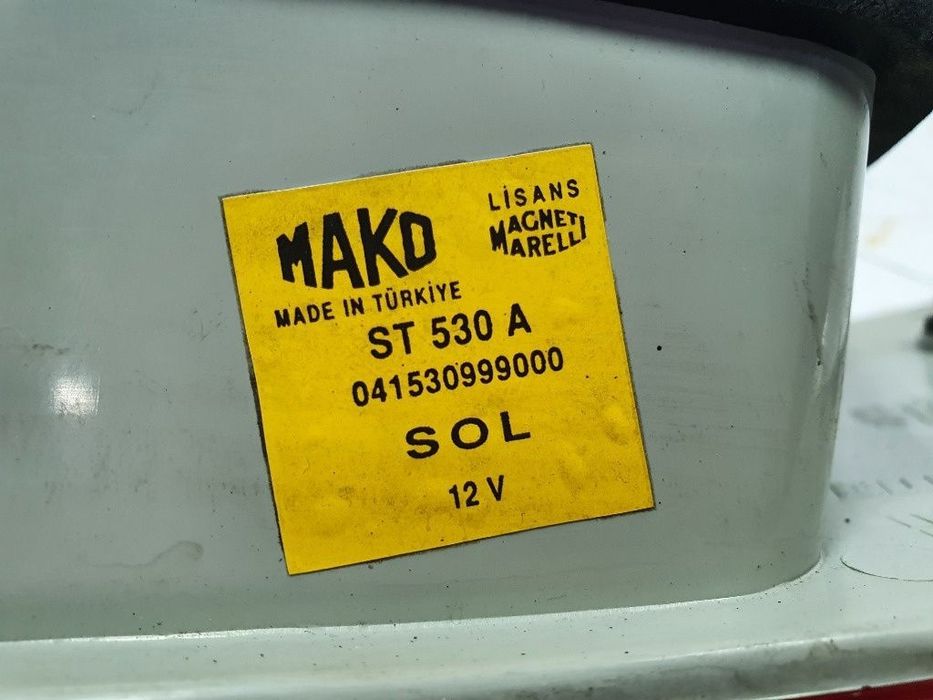 MAKO
LİSANS
MAGNETI
MARELLI
MADE IN TÜRKİYE
ST 530 A
041530999000
SOL
12 V